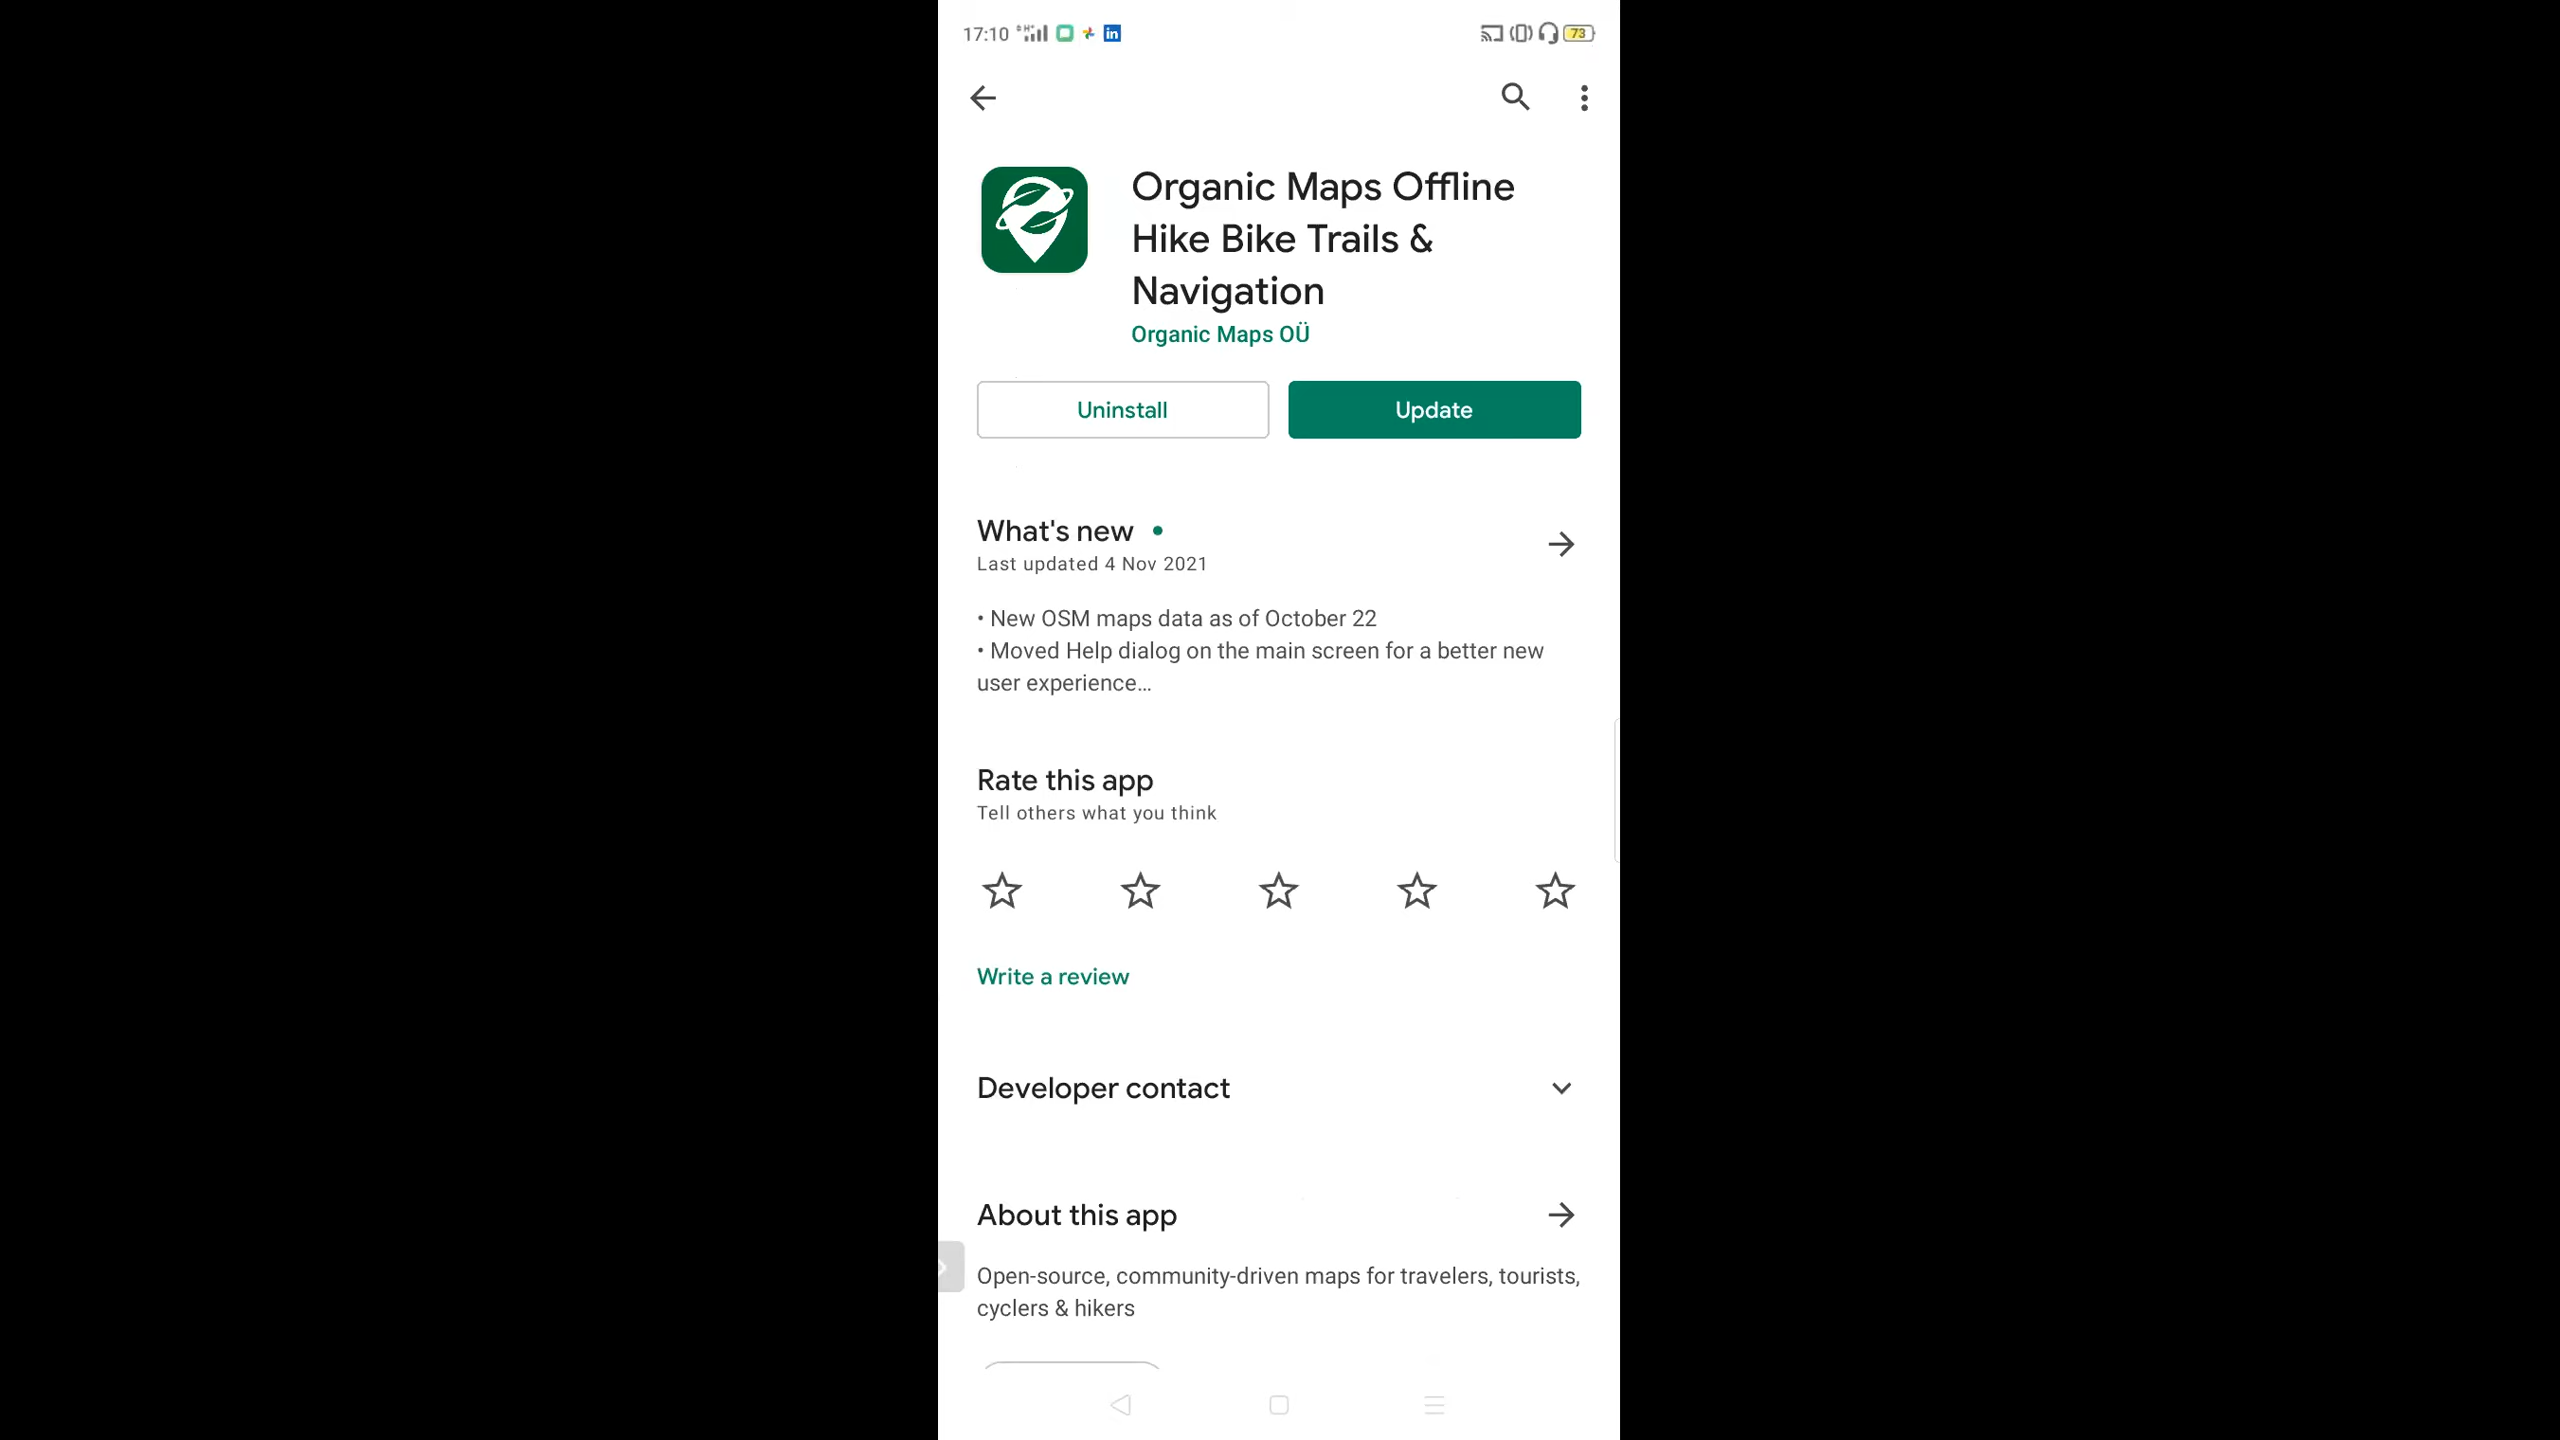 17:10
73
Organic Maps Offline
Hike Bike Trails &
Navigation
Organic Maps OÜ
Uninstall
Update
What's new •
Last updated 4 Nov 2021
• New OSM maps data as of October 22
• Moved Help dialog on the main screen for a better new
user experience…
Rate this app
Tell others what you think
Write a review
Developer contact
About this app
Open-source, community-driven maps for travelers, tourists,
cyclers & hikers